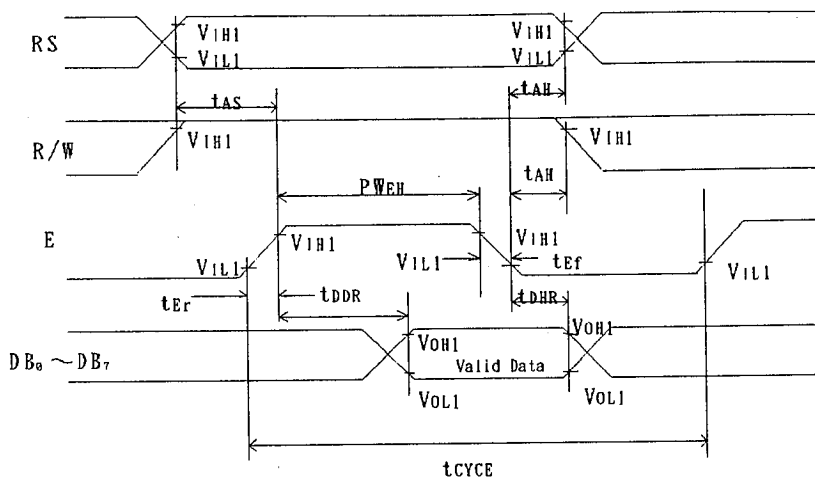 RS
VIH1
VIL1
VIH1
VIL1
tAS
tAH
R/W
VIH1
VIH1
tAH
PWEH
E
VIH1
VIH1
VIL1
VIL1
tEf
VIL1
tEr
tDDR
tDHR
DB₀ ~ DB₇
VOH1
VOH1
Valid Data
VOL1
VOL1
tCYCE